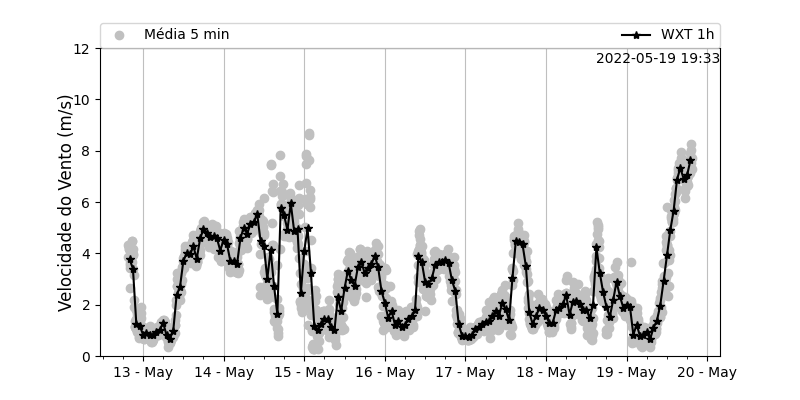 Média 5 min
WXT 1h
2022-05-19 19:33
Velocidade do Vento (m/s)
12
10
8
6
4
2
0
13 - May
14 - May
15 - May
16 - May
17 - May
18 - May
19 - May
20 - May